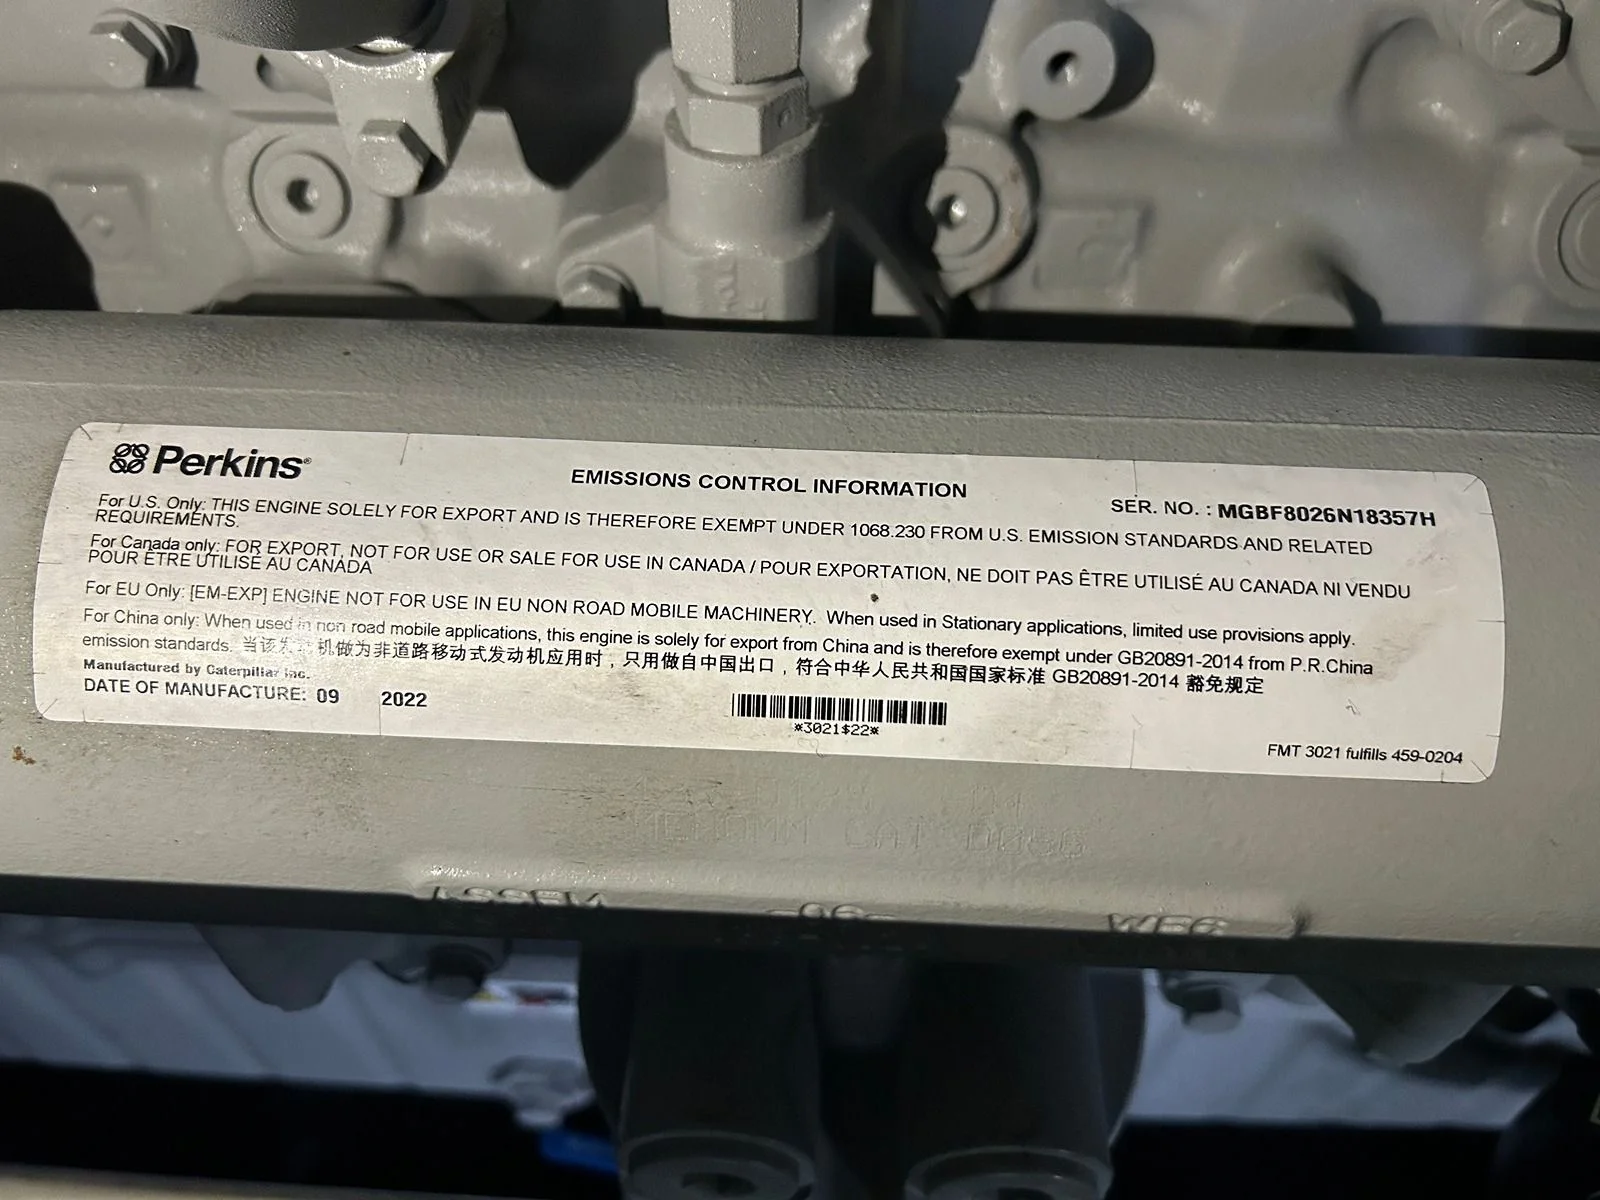 Perkins®
EMISSIONS CONTROL INFORMATION
SER. NO. : MGBF8026N18357H
For U.S. Only: THIS ENGINE SOLELY FOR EXPORT AND IS THEREFORE EXEMPT UNDER 1068.230 FROM U.S. EMISSION STANDARDS AND RELATED
REQUIREMENTS.
For Canada only: FOR EXPORT, NOT FOR USE OR SALE FOR USE IN CANADA / POUR EXPORTATION, NE DOIT PAS ÊTRE UTILISÉ AU CANADA NI VENDU
POUR ÊTRE UTILISÉ AU CANADA
For EU Only: [EM-EXP] ENGINE NOT FOR USE IN EU NON ROAD MOBILE MACHINERY. When used in Stationary applications, limited use provisions apply.
For China only: When used in non road mobile applications, this engine is solely for export from China and is therefore exempt under GB20891-2014 from P.R.China
emission standards. 当该发动机做为非道路移动式发动机应用时，只用做自中国出口，符合中华人民共和国国家标准 GB20891-2014 豁免规定
Manufactured by Caterpillar Inc.
DATE OF MANUFACTURE: 09 2022
*3021$22*
FMT 3021 fulfills 459-0204